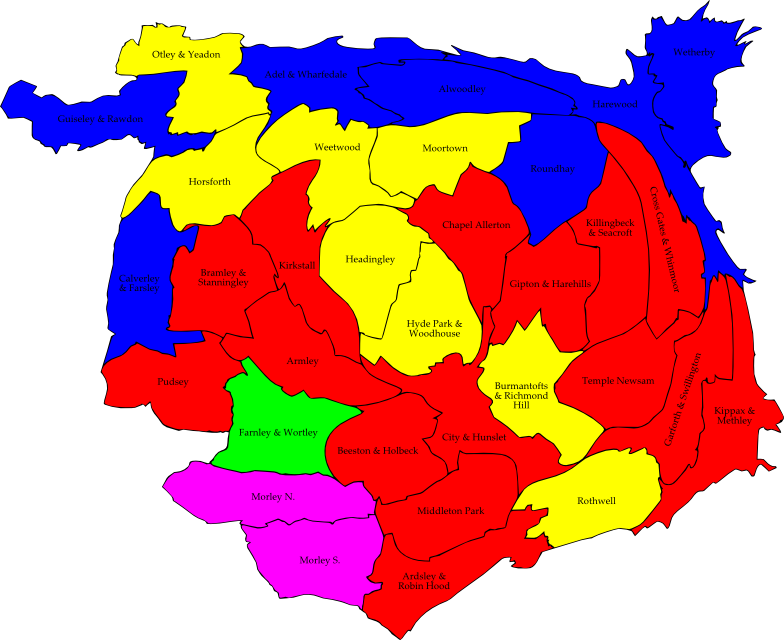 Otley & Yeadon
Wetherby
Adel & Wharfedale
Alwoodley
Harewood
Guiseley & Rawdon
Weetwood
Moortown
Roundhay
Horsforth
Cross Gates & Whinmoor
Killingbeck
& Seacroft
Chapel Allerton
Headingley
Kirkstall
Bramley &
Stanningley
Calverley
& Farsley
Gipton & Harehills
Hyde Park &
Woodhouse
Armley
Pudsey
Temple Newsam
Burmantofts
& Richmond
Hill
Garforth & Swillington
Kippax &
Methley
Farnley & Wortley
City & Hunslet
Beeston & Holbeck
Morley N.
Rothwell
Middleton Park
Morley S.
Ardsley &
Robin Hood